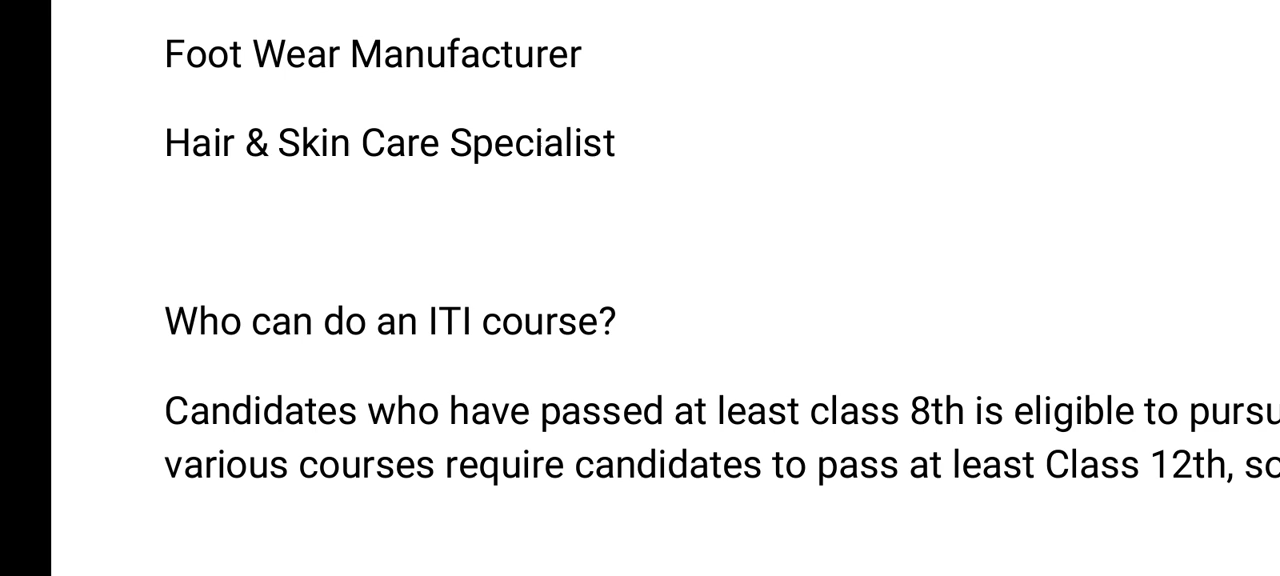 Foot Wear Manufacturer
Hair & Skin Care Specialist
Who can do an ITI course?
Candidates who have passed at least class 8th is eligible to
various courses require candidates to pass at least Class 12th,